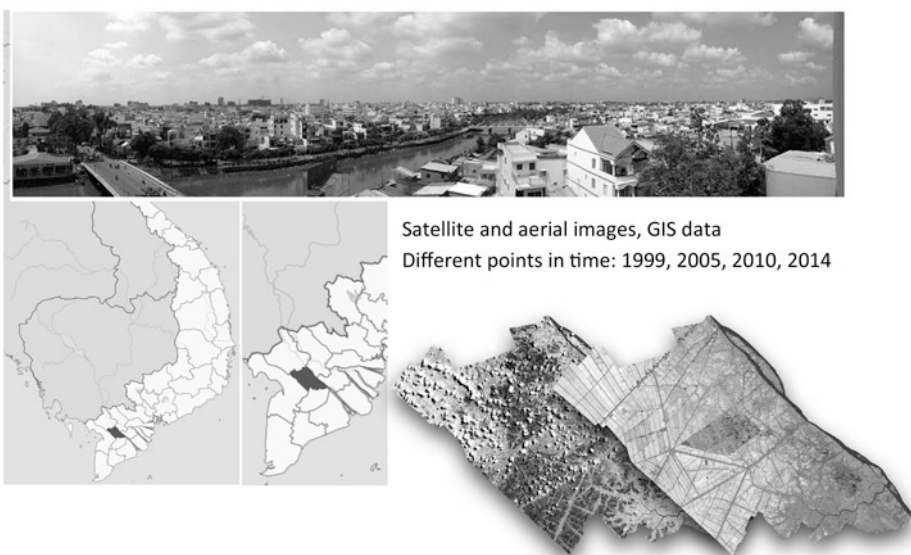 Satellite and aerial images, GIS data
Different points in time: 1999, 2005, 2010, 2014